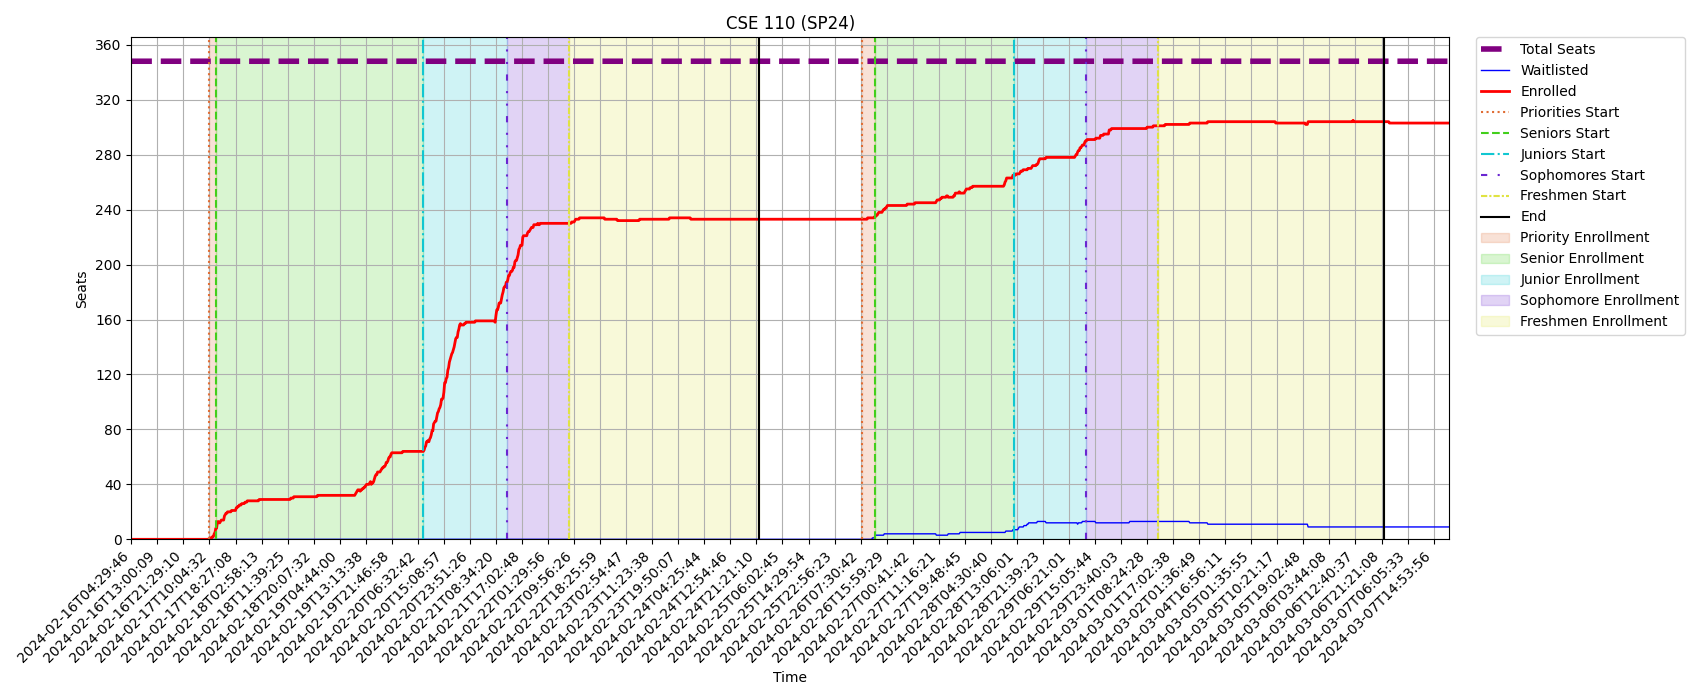 CSE 110 (SP24)
360
320
280
240
200
160
120
80
40
0
Seats
2024-02-16T04:29:46
2024-02-16T13:00:09
2024-02-16T21:29:10
2024-02-17T10:04:32
2024-02-17T18:27:08
2024-02-18T02:58:13
2024-02-18T11:39:25
2024-02-18T20:07:32
2024-02-19T04:44:00
2024-02-19T13:13:38
2024-02-19T21:46:58
2024-02-20T06:32:42
2024-02-20T15:08:57
2024-02-20T23:51:26
2024-02-21T08:34:20
2024-02-21T17:02:48
2024-02-22T01:29:56
2024-02-22T09:56:26
2024-02-22T18:25:59
2024-02-23T02:54:47
2024-02-23T11:23:38
2024-02-23T19:50:07
2024-02-24T04:25:44
2024-02-24T12:54:46
2024-02-24T21:21:10
2024-02-25T06:02:45
2024-02-25T14:29:54
2024-02-25T22:56:23
2024-02-26T07:30:42
2024-02-26T15:59:29
2024-02-27T00:41:42
2024-02-27T11:16:21
2024-02-27T19:48:45
2024-02-28T04:30:40
2024-02-28T13:06:01
2024-02-28T21:39:23
2024-02-29T06:21:01
2024-02-29T15:05:44
2024-02-29T23:40:03
2024-03-01T08:24:28
2024-03-01T17:02:38
2024-03-02T01:36:49
2024-03-04T16:56:11
2024-03-05T01:35:55
2024-03-05T10:21:17
2024-03-05T19:02:48
2024-03-06T03:44:08
2024-03-06T12:40:37
2024-03-06T21:21:08
2024-03-07T06:05:33
2024-03-07T14:53:56
Time
Total Seats
Waitlisted
Enrolled
Priorities Start
Seniors Start
Juniors Start
Sophomores Start
Freshmen Start
End
Priority Enrollment
Senior Enrollment
Junior Enrollment
Sophomore Enrollment
Freshmen Enrollment